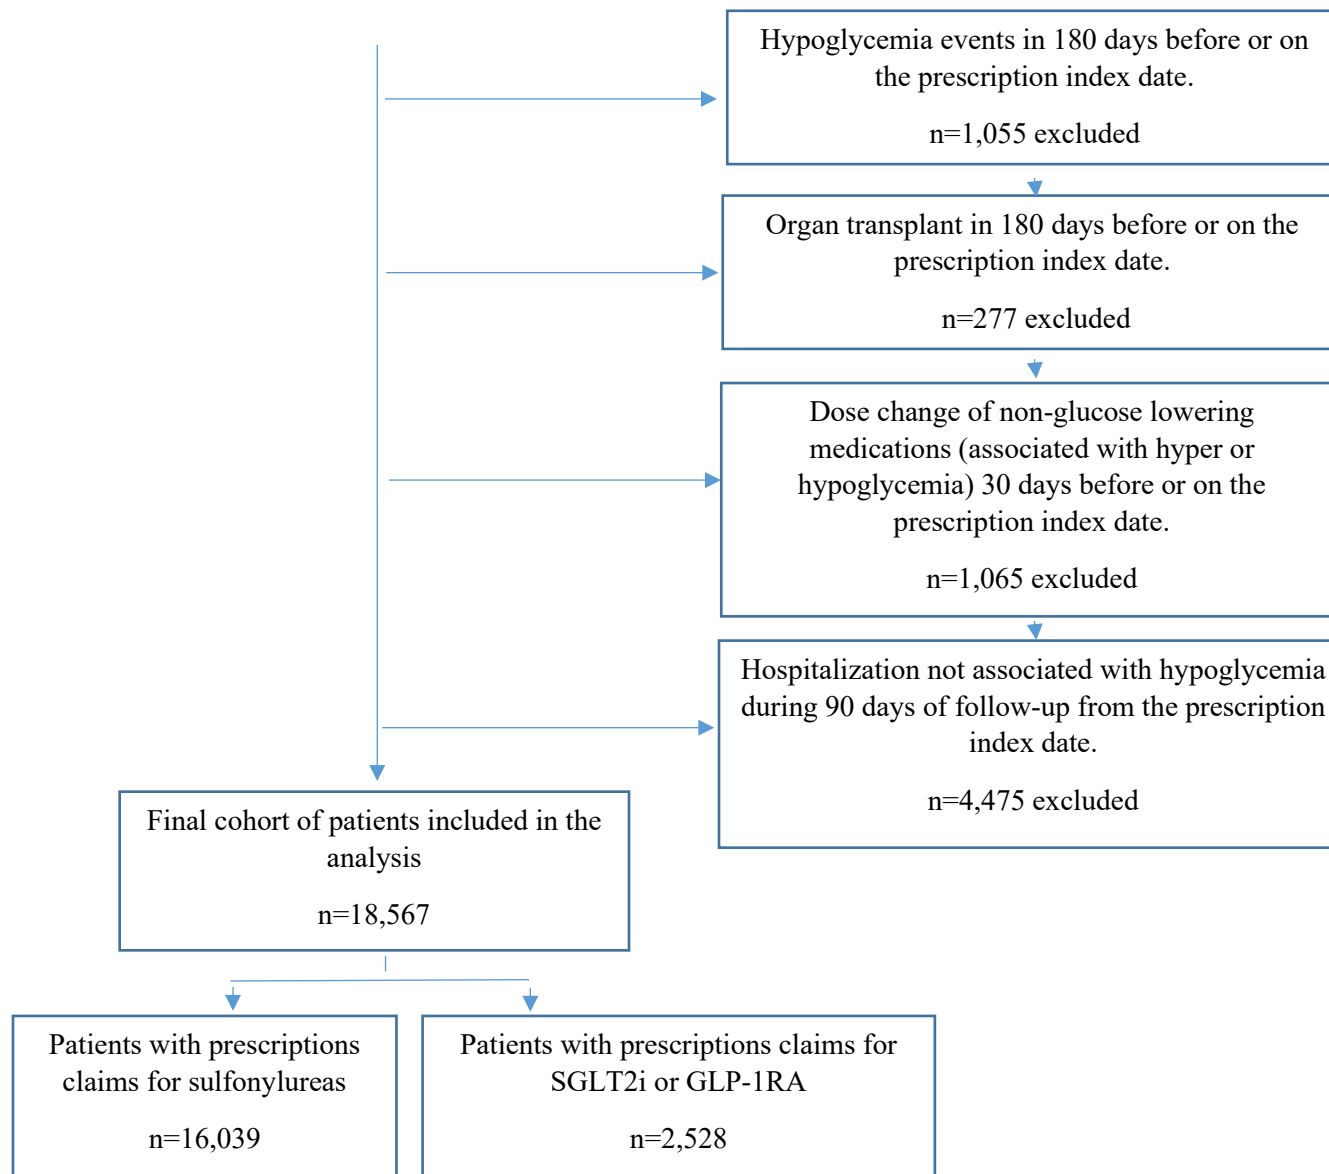 Hypoglycemia events in 180 days before or on
the prescription index date.
n=1,055 excluded
Organ transplant in 180 days before or on the
prescription index date.
n=277 excluded
Dose change of non-glucose lowering
medications (associated with hyper or
hypoglycemia) 30 days before or on the
prescription index date.
n=1,065 excluded
Hospitalization not associated with hypoglycemia
during 90 days of follow-up from the prescription
index date.
n=4,475 excluded
Final cohort of patients included in the
analysis
n=18,567
Patients with prescriptions
claims for sulfonylureas
n=16,039
Patients with prescriptions claims for
SGLT2i or GLP-1RA
n=2,528